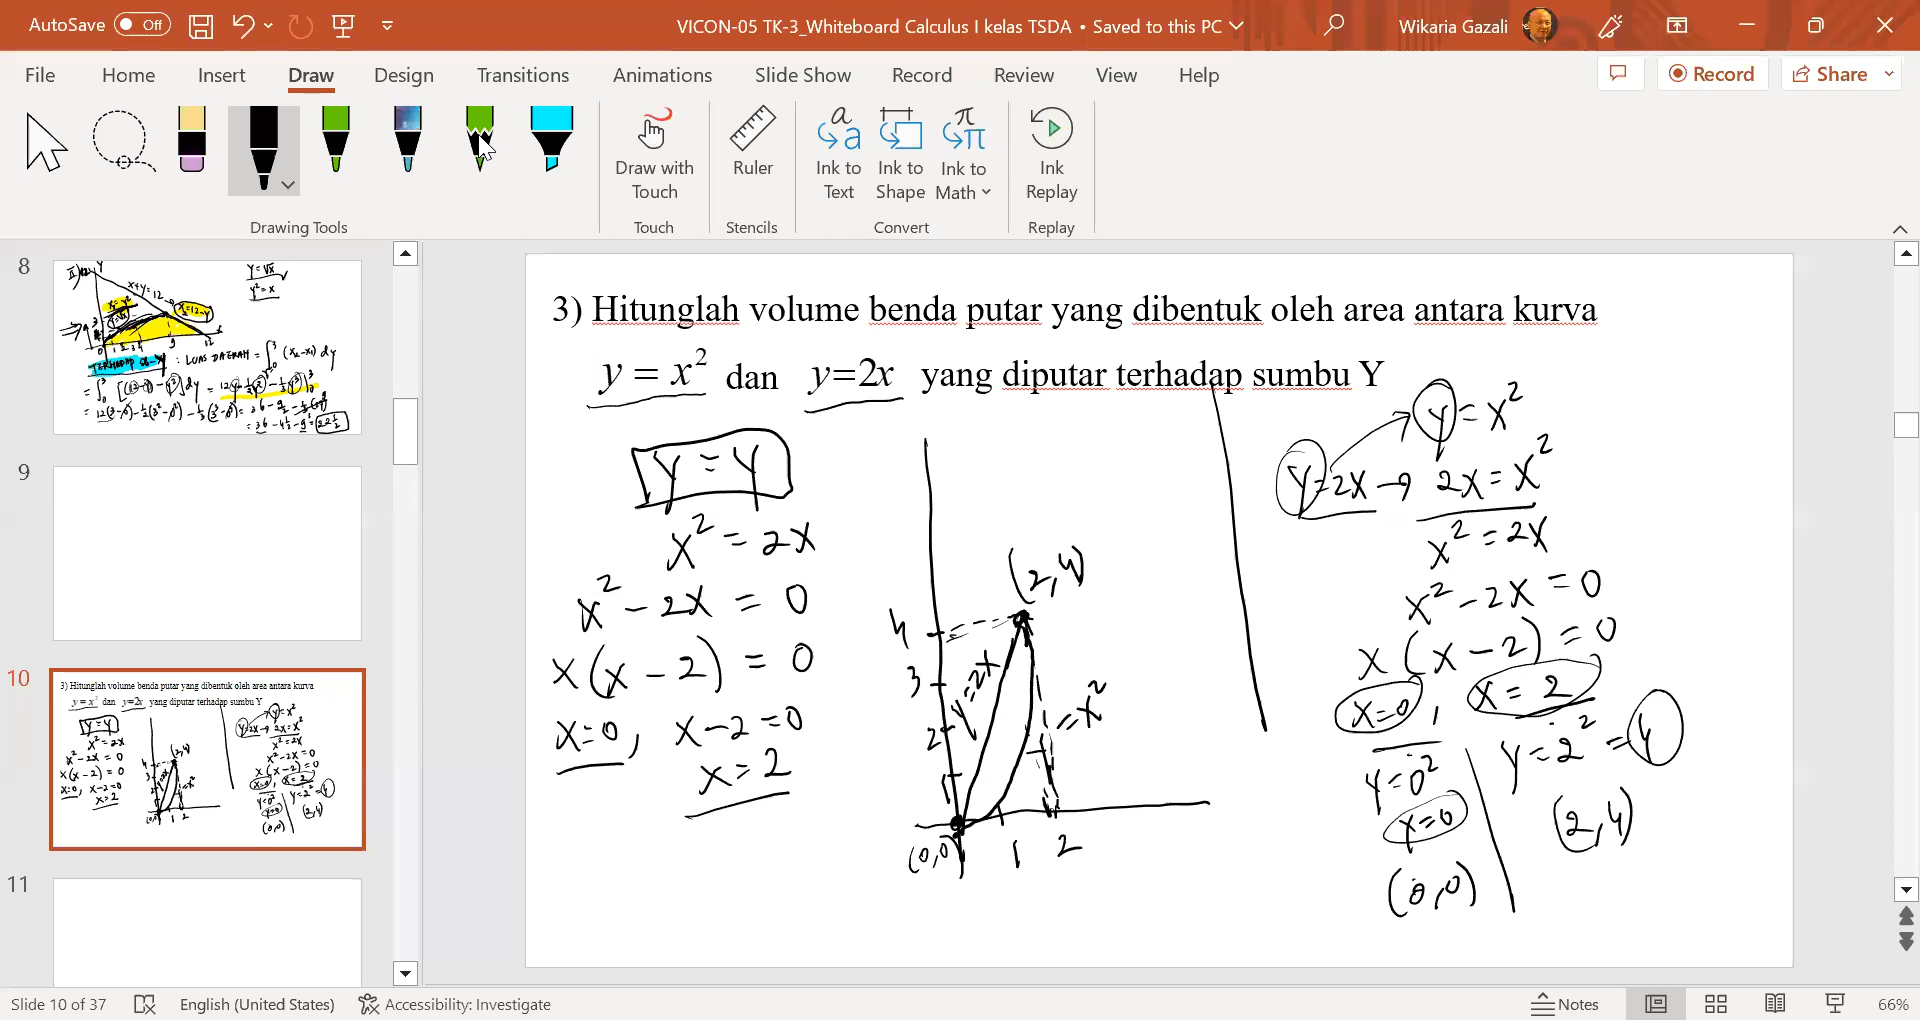 AutoSave Off
VICON-05 TK-3_Whiteboard Calculus I kelas TSDA • Saved to this PC
Wikaria Gazali
File Home Insert Draw Design Transitions Animations Slide Show Record Review View Help
Record
Share
Draw with Touch
Ruler
Ink to Text
Ink to Shape
Ink to Math
Ink Replay
Drawing Tools
Touch
Stencils
Convert
Replay
8
9
10
11
3) Hitunglah volume benda putar yang dibentuk oleh area antara kurva
y = x² dan y=2x yang diputar terhadap sumbu Y
y = y
x² = 2x
x² - 2x = 0
x(x - 2) = 0
x=0, x-2=0
x=2
(2,4)
4
3
2
1
y=2x
=x²
(0,0)
1 2
y = x²
y=2x → 2x = x²
x² = 2x
x² - 2x = 0
x(x-2) = 0
x=0, x=2
y=0² y=2² = 4
y=0
(2,4)
(0,0)
Slide 10 of 37
English (United States)
Accessibility: Investigate
Notes
66%